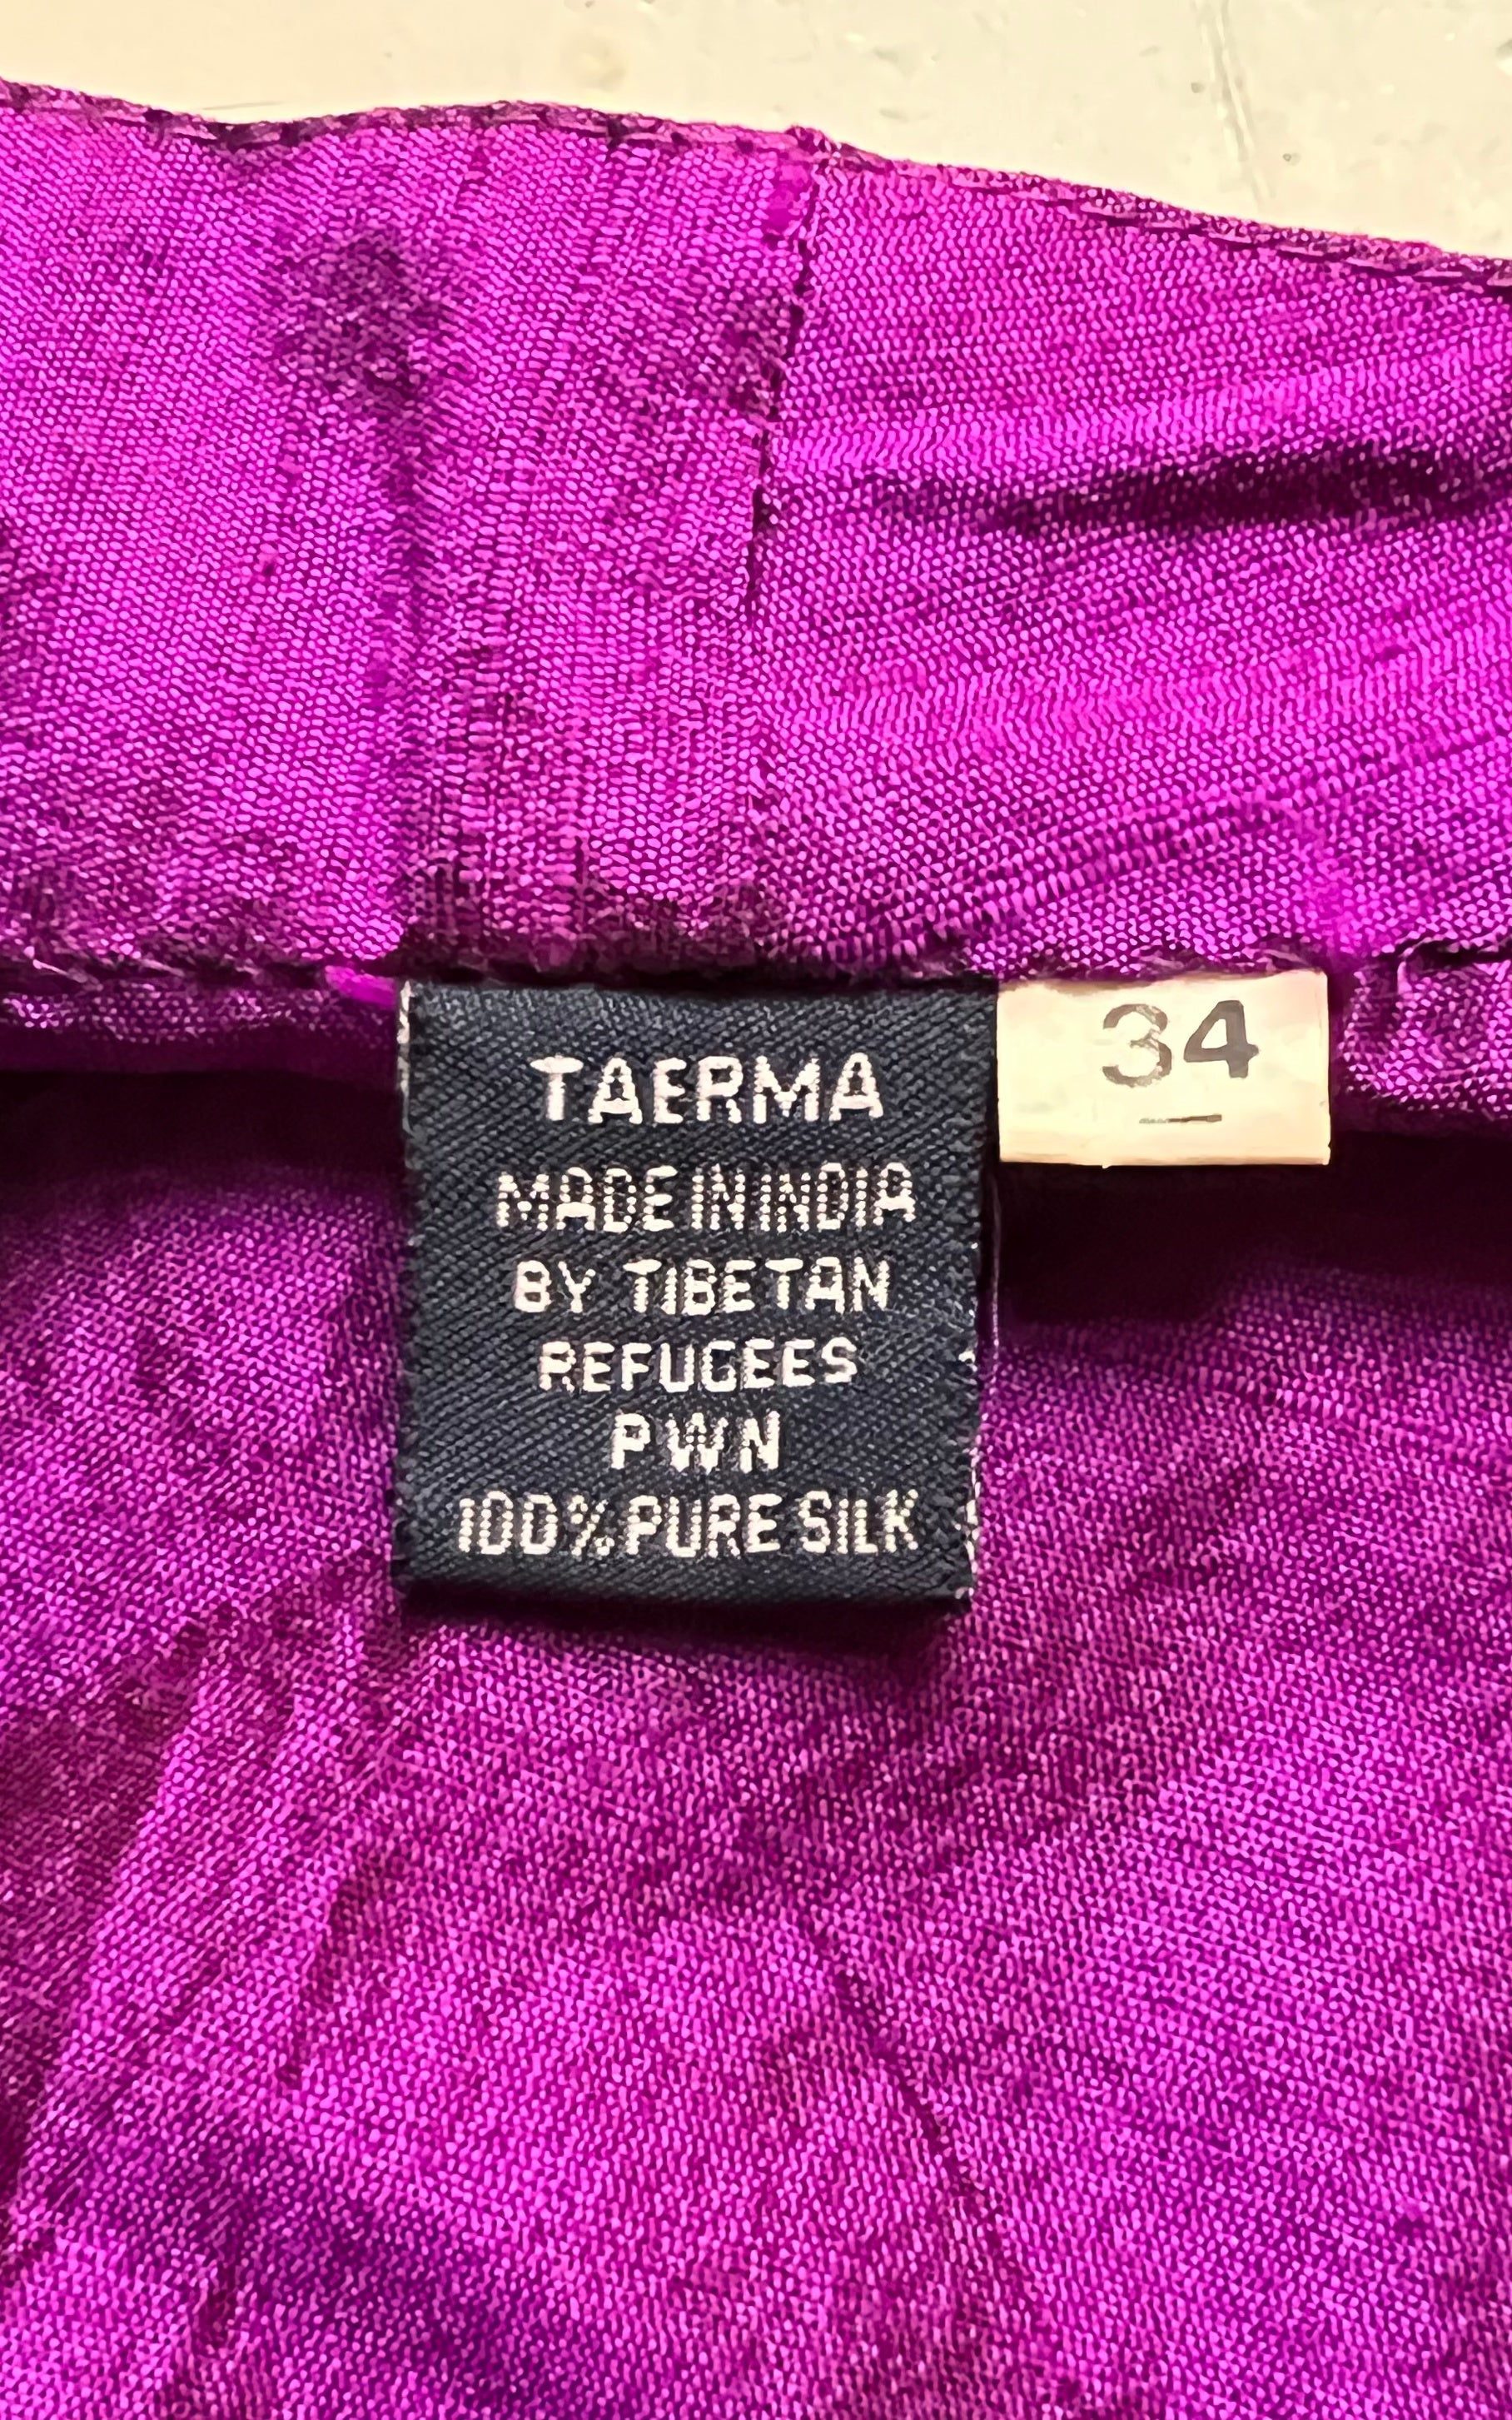 TAERMA
MADE IN INDIA
BY TIBETAN
REFUGEES
PWN
100% PURE SILK
34